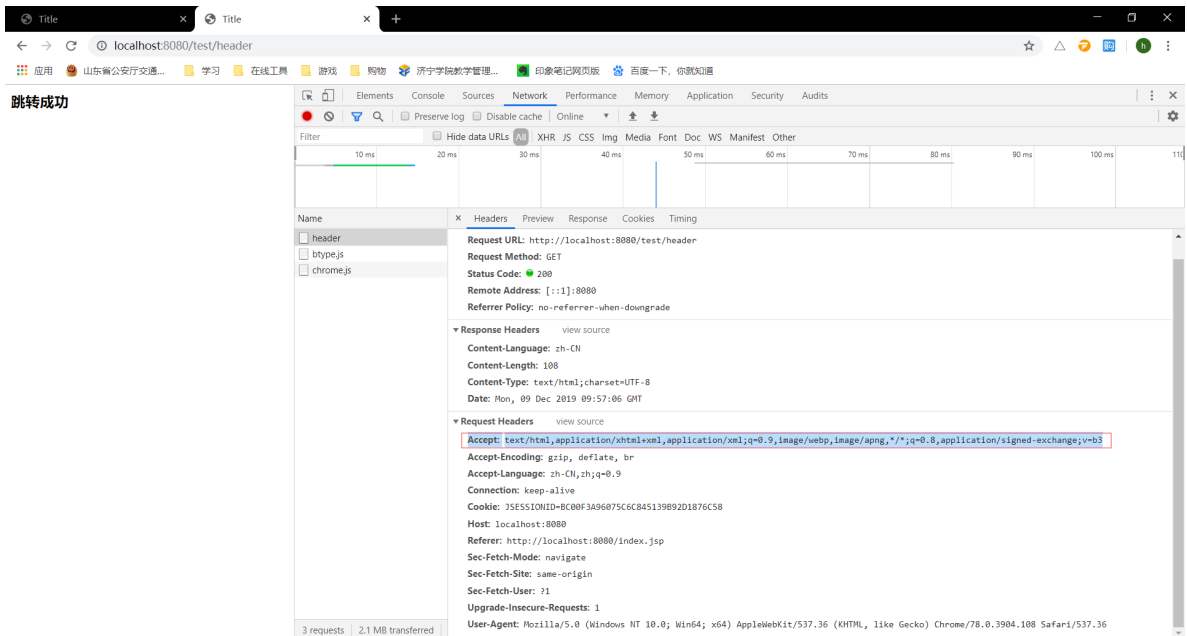 Title × Title × +
localhost:8080/test/header
应用 山东省公安厅交通... 学习 在线工具 游戏 购物 济宁学院教学管理... 印象笔记网页版 百度一下，你就知道
跳转成功
Elements Console Sources Network Performance Memory Application Security Audits
Preserve log Disable cache Online
Filter Hide data URLs All XHR JS CSS Img Media Font Doc WS Manifest Other
10 ms 20 ms 30 ms 40 ms 50 ms 60 ms 70 ms 80 ms 90 ms 100 ms 110
Name
header
btype.js
chrome.js
3 requests 2.1 MB transferred
× Headers Preview Response Cookies Timing
Request URL: http://localhost:8080/test/header
Request Method: GET
Status Code: 200
Remote Address: [::1]:8080
Referrer Policy: no-referrer-when-downgrade
Response Headers view source
Content-Language: zh-CN
Content-Length: 108
Content-Type: text/html;charset=UTF-8
Date: Mon, 09 Dec 2019 09:57:06 GMT
Request Headers view source
Accept: text/html,application/xhtml+xml,application/xml;q=0.9,image/webp,image/apng,*/*;q=0.8,application/signed-exchange;v=b3
Accept-Encoding: gzip, deflate, br
Accept-Language: zh-CN,zh;q=0.9
Connection: keep-alive
Cookie: JSESSIONID=BC00F3A96075C6C845139B92D1876C58
Host: localhost:8080
Referer: http://localhost:8080/index.jsp
Sec-Fetch-Mode: navigate
Sec-Fetch-Site: same-origin
Sec-Fetch-User: ?1
Upgrade-Insecure-Requests: 1
User-Agent: Mozilla/5.0 (Windows NT 10.0; Win64; x64) AppleWebKit/537.36 (KHTML, like Gecko) Chrome/78.0.3904.108 Safari/537.36